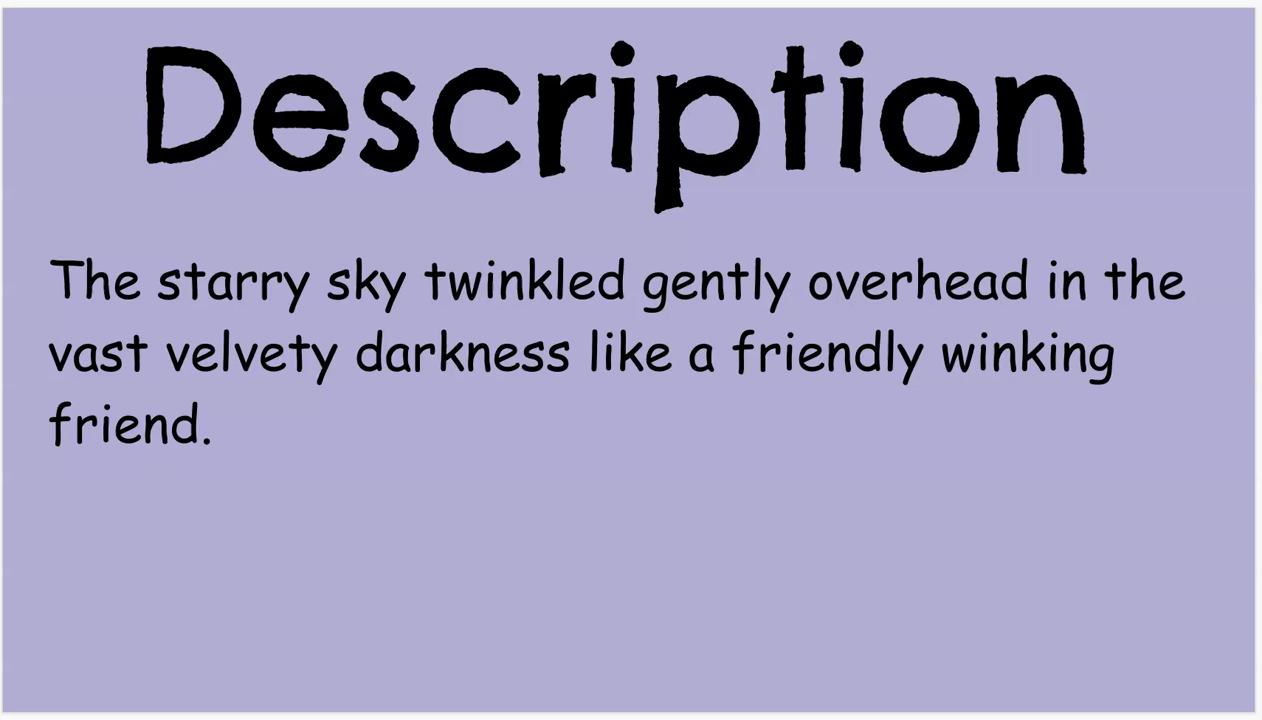 Description
The starry sky twinkled gently overhead in the
vast velvety darkness like a friendly winking
friend.